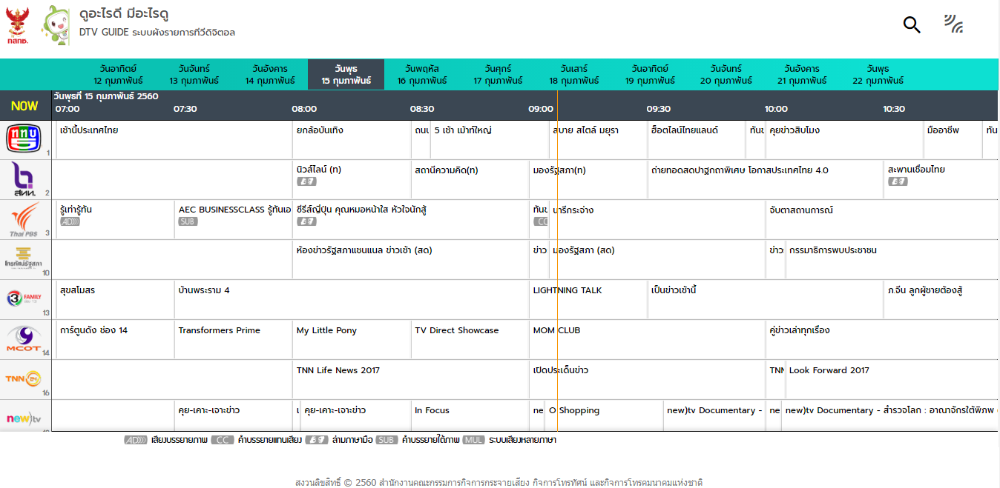 ดูอะไรดี มีอะไรดู
DTV GUIDE ระบบผังรายการทีวีดิจิตอล
กสทช.
วันอาทิตย์ วันจันทร์ วันอังคาร วันพุธ วันพฤหัส วันศุกร์ วันเสาร์ วันอาทิตย์ วันจันทร์ วันอังคาร วันพุธ
12 กุมภาพันธ์ 13 กุมภาพันธ์ 14 กุมภาพันธ์ 15 กุมภาพันธ์ 16 กุมภาพันธ์ 17 กุมภาพันธ์ 18 กุมภาพันธ์ 19 กุมภาพันธ์ 20 กุมภาพันธ์ 21 กุมภาพันธ์ 22 กุมภาพันธ์
วันพุธที่ 15 กุมภาพันธ์ 2560
NOW 07:00 07:30 08:00 08:30 09:00 09:30 10:00 10:30
ททบ 1 เช้านี้ประเทศไทย ยกล้อบันเทิง 5 เช้า เม้าท์ใหญ่ สบาย สไตล์ มยุรา ฮ็อตไลน์ไทยแลนด์ ทันข คุยข่าวสิบโมง มืออาชีพ ทัน
สทท. 2 นิวส์ไลน์ (ท) สถานีความคิด(ท) มองรัฐสภา(ท) ถ่ายทอดสดปาฐกถาพิเศษ โอกาสประเทศไทย 4.0 สะพานเชื่อมไทย
Thai PBS 3 รู้เท่ารู้ทัน AEC BUSINESSCLASS รู้ทันเอ ซีรีส์ญี่ปุ่น คุณหมอหน้าใส หัวใจนักสู้ ทันข นารีกระจ่าง จับตาสถานการณ์
AD SUB CC
โทรทัศน์รัฐสภา 10 ห้องข่าวรัฐสภาแชนแนล ข่าวเช้า (สด) ข่าว มองรัฐสภา (สด) ข่าว กรรมาธิการพบประชาชน
3 FAMILY 13 สุขสโมสร บ้านพระราม 4 LIGHTNING TALK เป็นข่าวเช้านี้ ภ.จีน ลูกผู้ชายต้องสู้
MCOT 14 การ์ตูนดัง ช่อง 14 Transformers Prime My Little Pony TV Direct Showcase MOM CLUB คู่ข่าวเล่าทุกเรื่อง
TNN 24 16 TNN Life News 2017 เปิดประเด็นข่าว TNN Look Forward 2017
new)tv คุย-เคาะ-เจาะข่าว คุย-เคาะ-เจาะข่าว In Focus ne O Shopping new)tv Documentary - ne new)tv Documentary - สำรวจโลก : อาณาจักรใต้พิภพ
AD))) เสียงบรรยายภาพ CC คำบรรยายแทนเสียง ล่ามภาษามือ SUB คำบรรยายใต้ภาพ MUL ระบบเสียงหลายภาษา
สงวนลิขสิทธิ์ © 2560 สำนักงานคณะกรรมการกิจการกระจายเสียง กิจการโทรทัศน์ และกิจการโทรคมนาคมแห่งชาติ